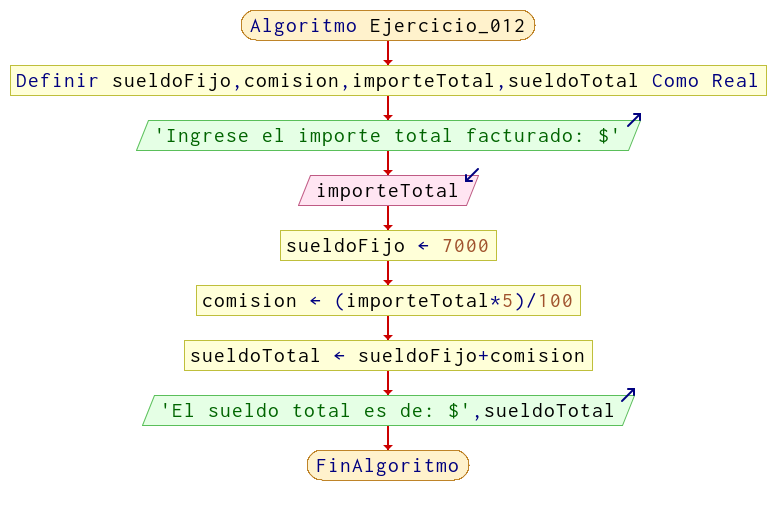 Algoritmo Ejercicio_012
Definir sueldoFijo,comision,importeTotal,sueldoTotal Como Real
'Ingrese el importe total facturado: $'
importeTotal
sueldoFijo ← 7000
comision ← (importeTotal*5)/100
sueldoTotal ← sueldoFijo+comision
'El sueldo total es de: $',sueldoTotal
FinAlgoritmo